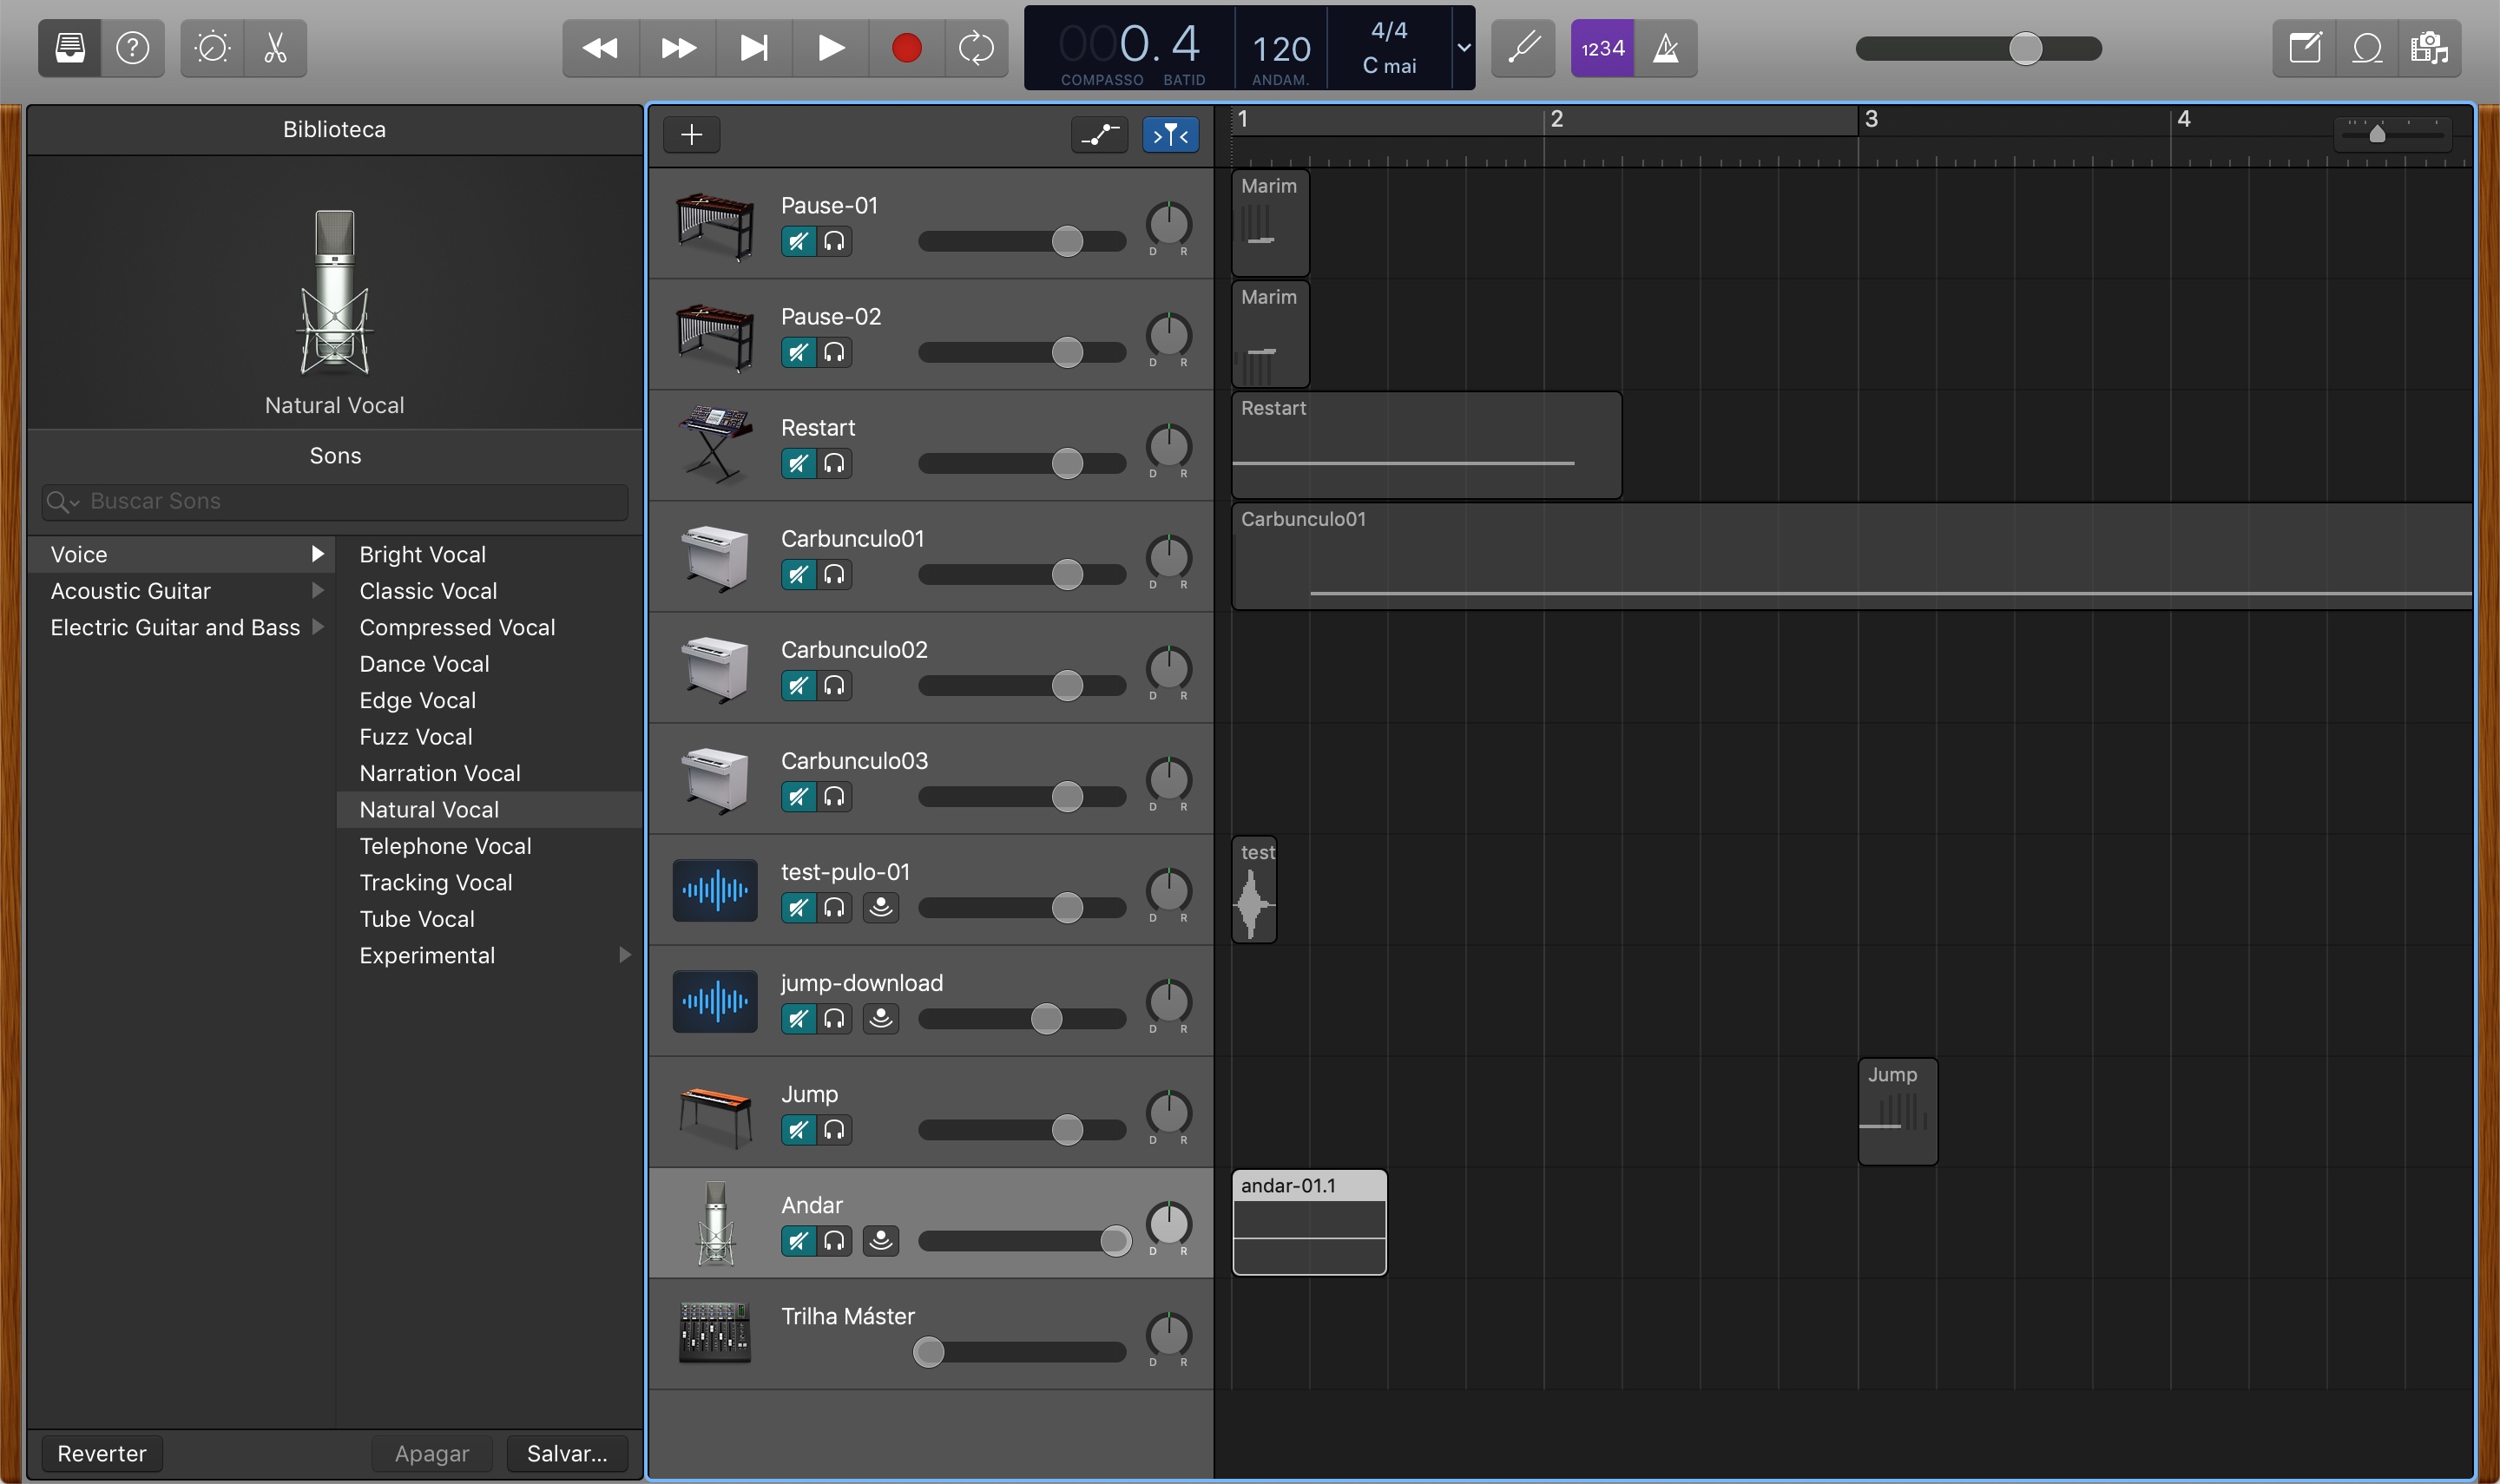 000. 4
COMPASSO BATID
120
ANDAM.
4/4
C mai
1234
Biblioteca
Natural Vocal
Sons
Buscar Sons
Voice
Acoustic Guitar
Electric Guitar and Bass
Bright Vocal
Classic Vocal
Compressed Vocal
Dance Vocal
Edge Vocal
Fuzz Vocal
Narration Vocal
Natural Vocal
Telephone Vocal
Tracking Vocal
Tube Vocal
Experimental
Reverter
Apagar
Salvar...
1 2 3 4
Pause-01
D R
Marim
Pause-02
D R
Marim
Restart
D R
Restart
Carbunculo01
D R
Carbunculo01
Carbunculo02
D R
Carbunculo03
D R
test-pulo-01
D R
test
jump-download
D R
Jump
D R
Jump
Andar
D R
andar-01.1
Trilha Máster
D R